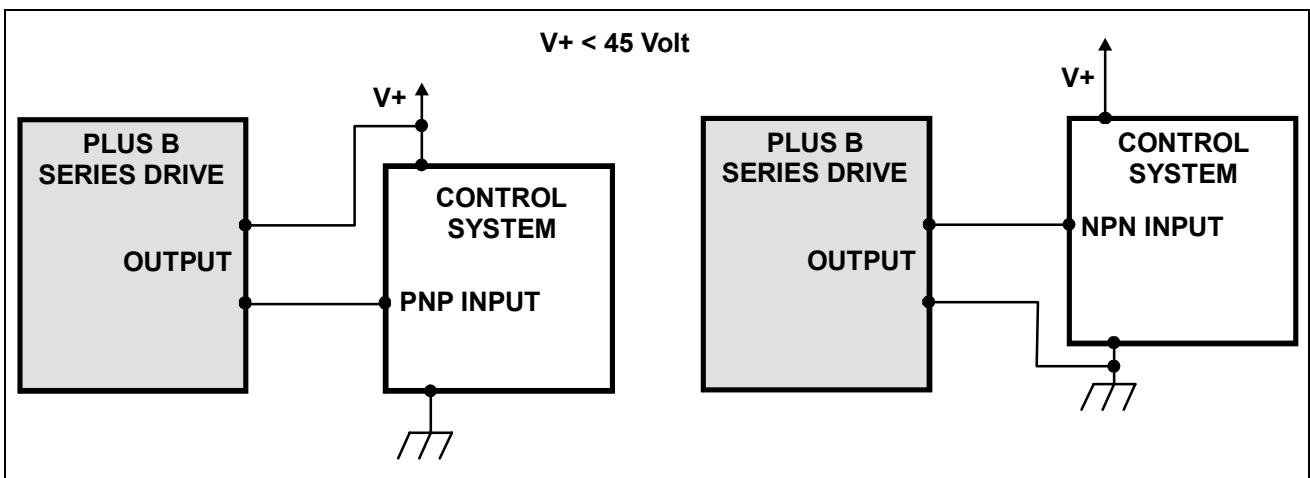 V+ < 45 Volt
V+
PLUS B
SERIES DRIVE
OUTPUT
CONTROL
SYSTEM
PNP INPUT
V+
PLUS B
SERIES DRIVE
OUTPUT
CONTROL
SYSTEM
NPN INPUT